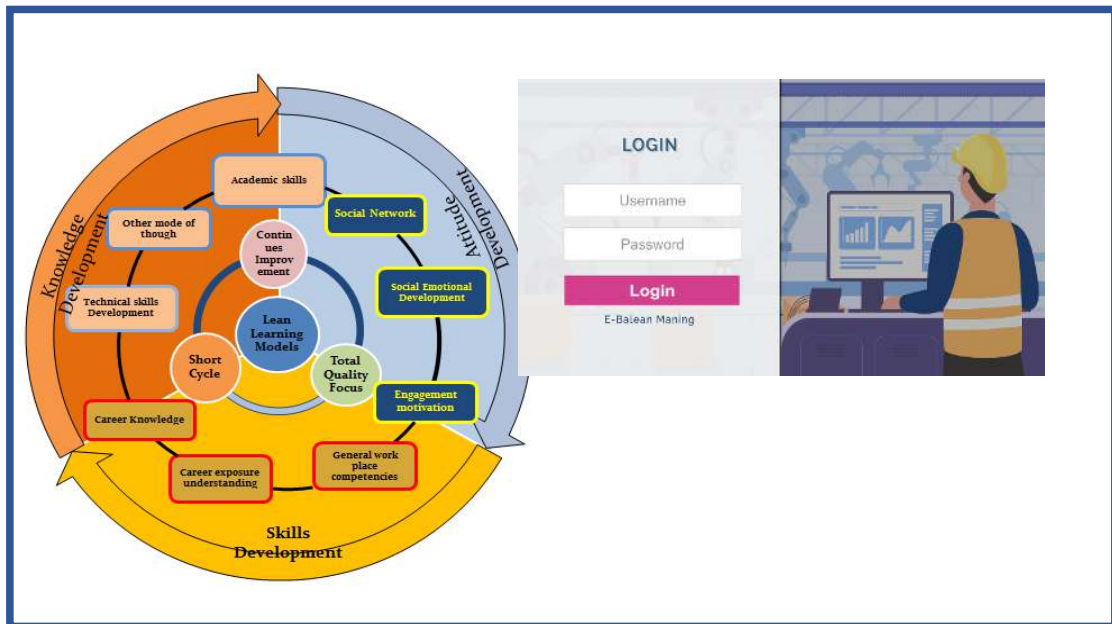 Knowledge
Development
Attitude
Development
Academic skills
Other mode of
though
Technical skills
Development
Social Network
Social Emotional
Development
Engagement
motivation
Contin
ues
Improv
ement
Lean
Learning
Models
Short
Cycle
Total
Quality
Focus
Career Knowledge
Career exposure
understanding
General work
place
competencies
Skills
Development
LOGIN
Username
Password
Login
E-Balean Maning